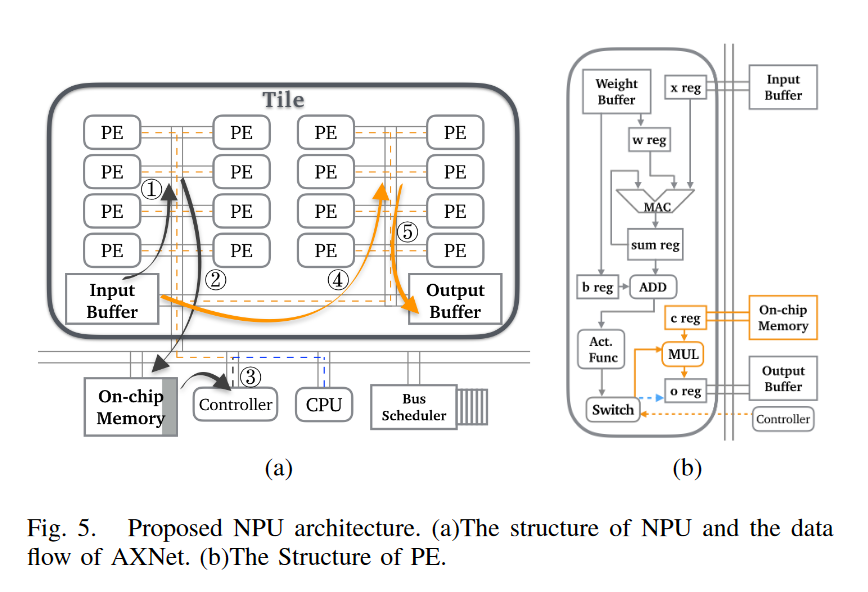 Tile
PE PE PE PE
PE PE PE PE
①
PE PE PE PE
⑤
PE PE PE PE
② ④
Input
Buffer
Output
Buffer
③
On-chip
Memory
Controller
CPU
Bus
Scheduler
(a)
Weight
Buffer
x reg
Input
Buffer
w reg
MAC
sum reg
b reg
ADD
c reg
On-chip
Memory
Act.
Func
MUL
o reg
Output
Buffer
Switch
Controller
(b)
Fig. 5. Proposed NPU architecture. (a)The structure of NPU and the data
flow of AXNet. (b)The Structure of PE.